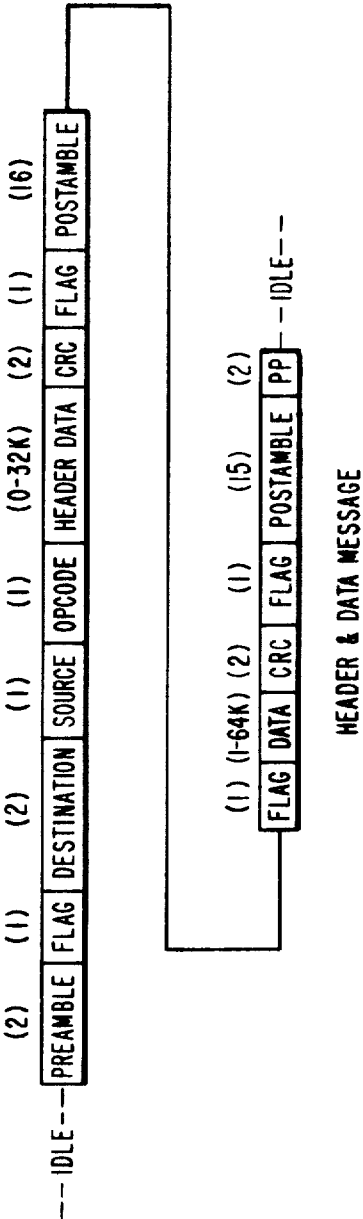 (2) (1) (2) (1) (1) (0-32K) (2) (1) (16)
-- IDLE -- PREAMBLE FLAG DESTINATION SOURCE OPCODE HEADER DATA CRC FLAG POSTAMBLE
(1) (1-64K) (2) (1) (15) (2)
FLAG DATA CRC FLAG POSTAMBLE PP -- IDLE --
HEADER & DATA MESSAGE